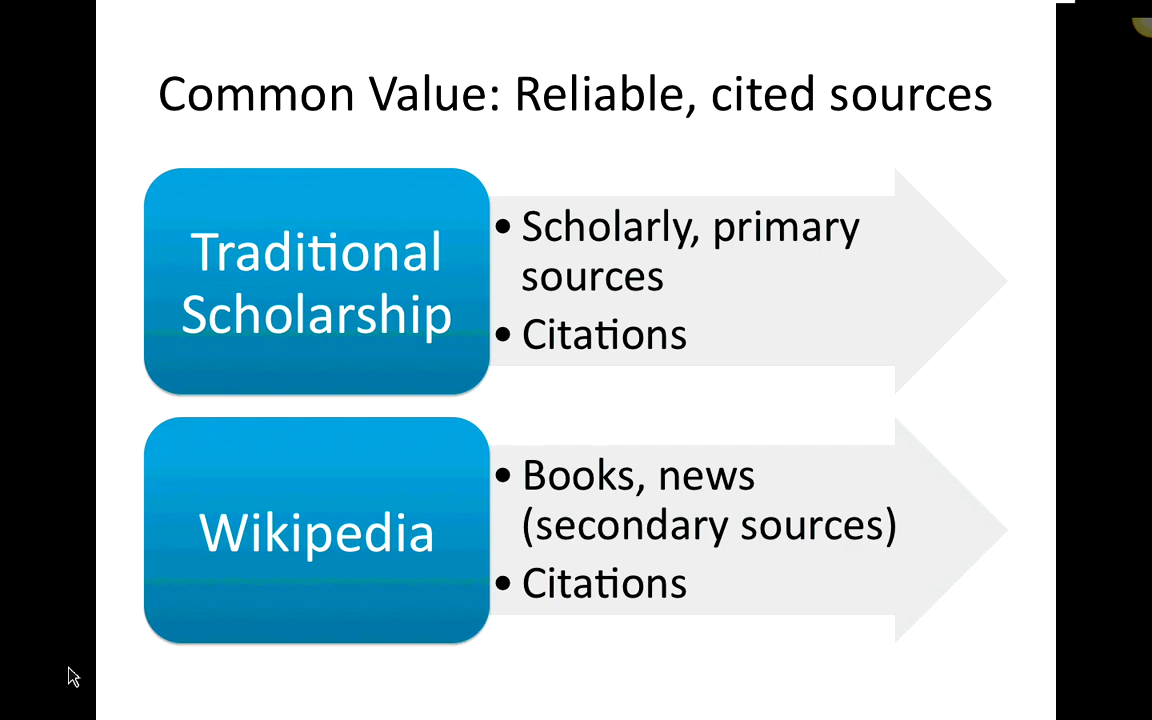 Common Value: Reliable, cited sources
Traditional
Scholarship
• Scholarly, primary
sources
• Citations
Wikipedia
• Books, news
(secondary sources)
• Citations